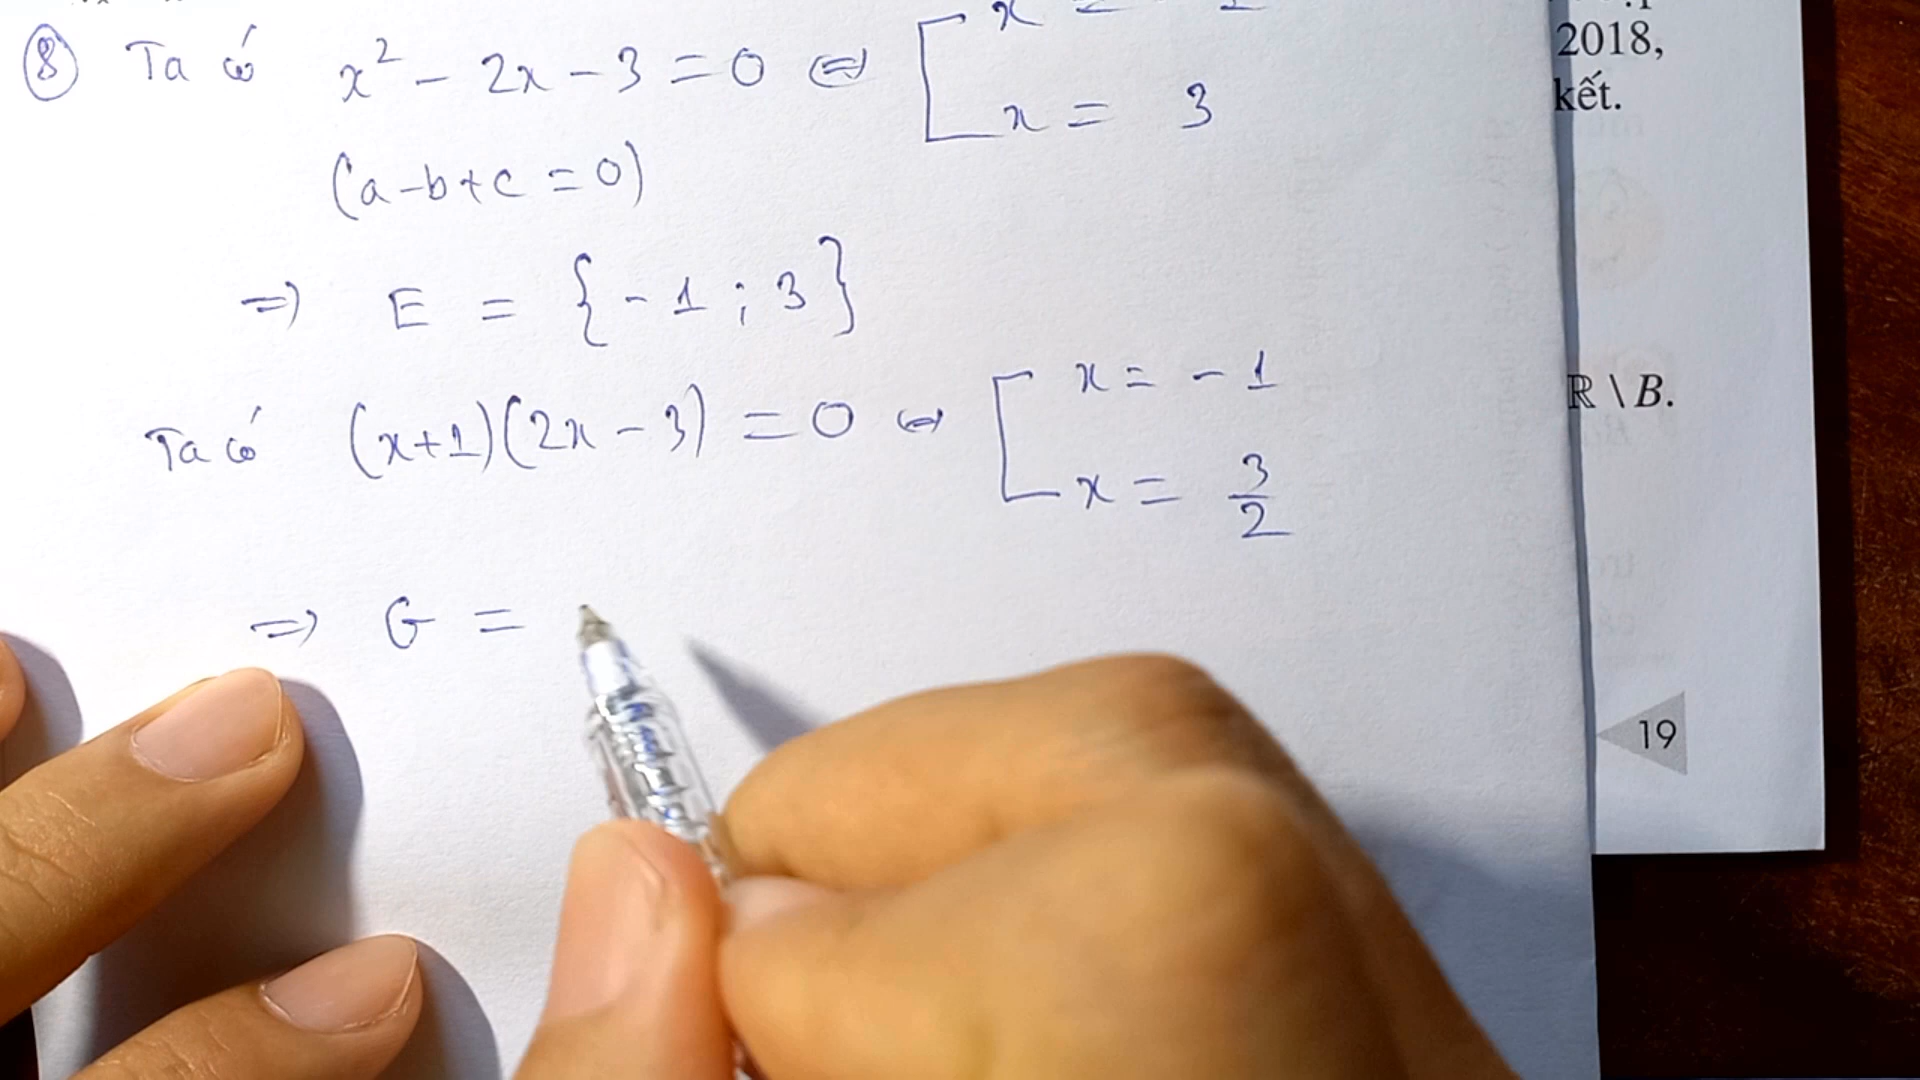 ⑧ Ta có x² - 2x - 3 = 0 ⇔ [ x =
x = 3
(a - b + c = 0)
⇒ E = {-1 ; 3}
Ta có (x+1)(2x - 3) = 0 ⇔ [ x = -1
x = 3/2
⇒ G =
2018,
kết.
ℝ \ B.
19